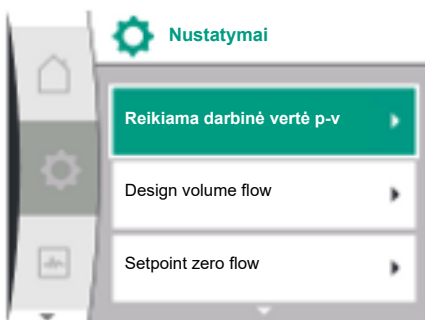 Nustatymai
Reikiama darbinė vertė p-v
Design volume flow
Setpoint zero flow